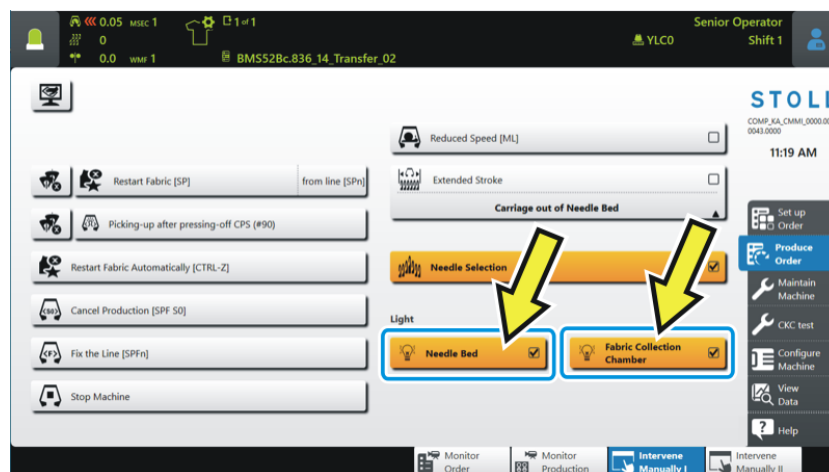 0.05 MSEC 1
1 of 1
Senior Operator
0
YLC0
Shift 1
0.0 WMF 1
BMS52Bc.836_14_Transfer_02
STOLL
COMP_KA_CMMI_0000.00
0043.0000
11:19 AM
Reduced Speed [ML]
Restart Fabric [SP]
from line [SPn]
Extended Stroke
Carriage out of Needle Bed
Picking-up after pressing-off CPS (#90)
Restart Fabric Automatically [CTRL-Z]
Needle Selection
Cancel Production [SPF S0]
Light
Fix the Line [SPFn]
Needle Bed
Fabric Collection
Chamber
Stop Machine
Set up
Order
Produce
Order
Maintain
Machine
CKC test
Configure
Machine
View
Data
Help
Monitor
Order
Monitor
Production
Intervene
Manually I
Intervene
Manually II